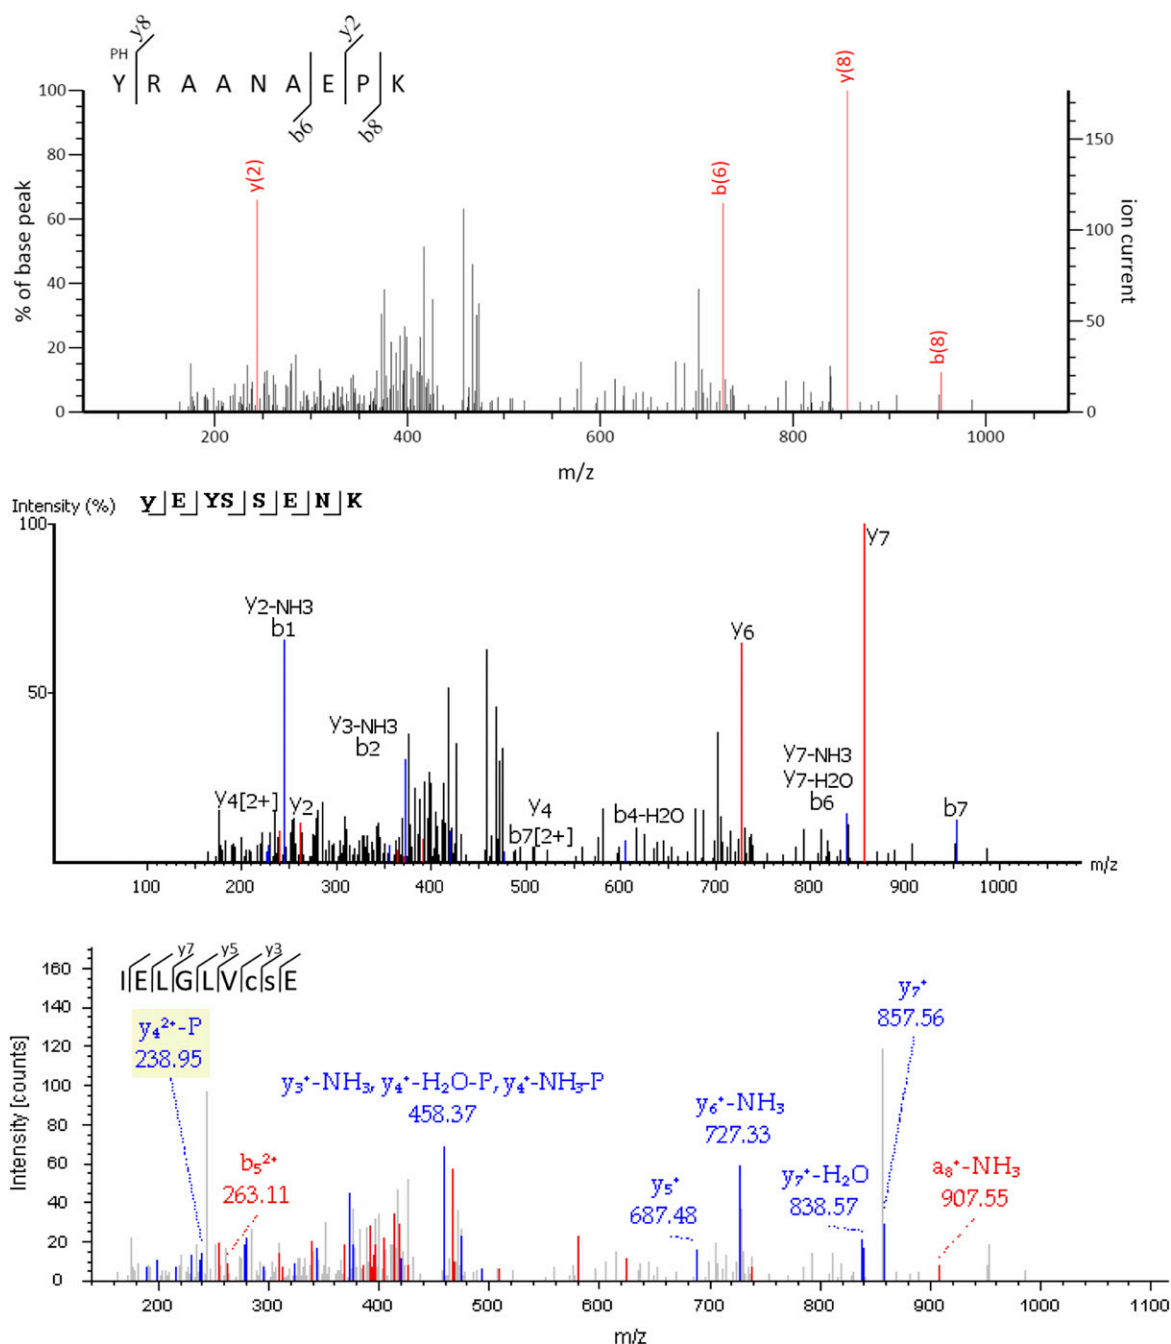 y8 y2
PH
Y R A A N A E P K
b6 b8
y(2) b(6) y(8) b(8)
% of base peak
100
80
60
40
20
0
ion current
150
100
50
0
200 400 600 800 1000
m/z
Intensity (%) y E Y S S E N K
100
50
y2-NH3
b1
y3-NH3
b2
y4[2+] y2
y4
b7[2+]
b4-H2O
y6
y7-NH3
y7-H2O
b6
y7
b7
100 200 300 400 500 600 700 800 900 1000 m/z
y7 y5 y3
I E L G L V c s E
Intensity [counts]
160
140
120
100
80
60
40
20
0
y₄²⁺-P
238.95
b₅²⁺
263.11
y₃⁺-NH₃, y₄⁺-H₂O-P, y₄⁺-NH₃-P
458.37
y₅⁺
687.48
y₆⁺-NH₃
727.33
y₇⁺-H₂O
838.57
y₇⁺
857.56
a₈⁺-NH₃
907.55
200 300 400 500 600 700 800 900 1000 1100
m/z